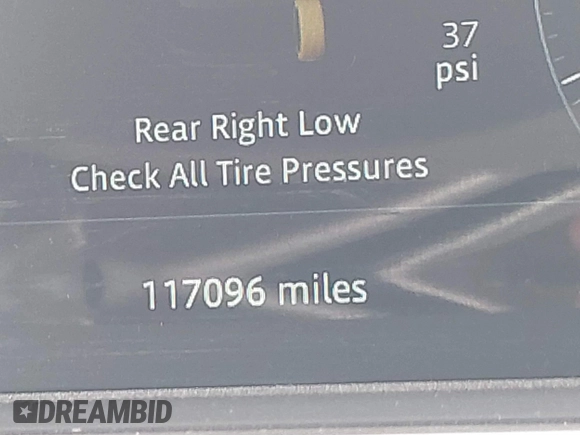 37
psi
Rear Right Low
Check All Tire Pressures
117096 miles
DREAMBID